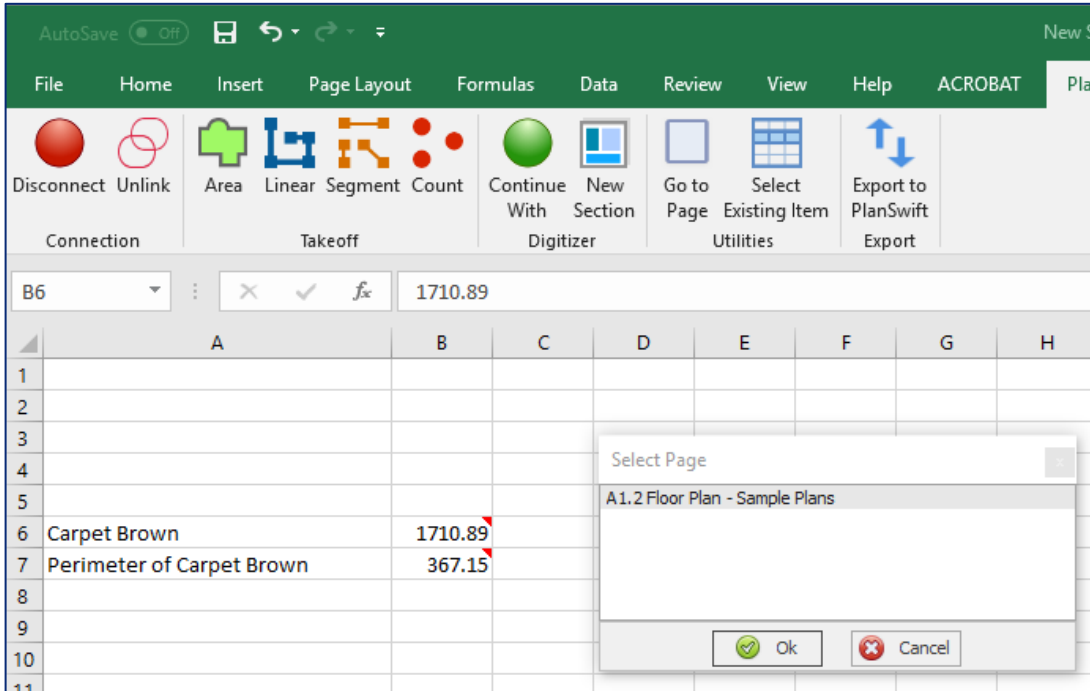 AutoSave Off New S
File Home Insert Page Layout Formulas Data Review View Help ACROBAT Pla
Disconnect Unlink Area Linear Segment Count Continue With New Section Go to Page Select Existing Item Export to PlanSwift
Connection Takeoff Digitizer Utilities Export
B6 fx 1710.89
A B C D E F G H
1
2
3
Select Page
4
A1.2 Floor Plan - Sample Plans
5
6 Carpet Brown 1710.89
7 Perimeter of Carpet Brown 367.15
8
9
Ok Cancel
10
11